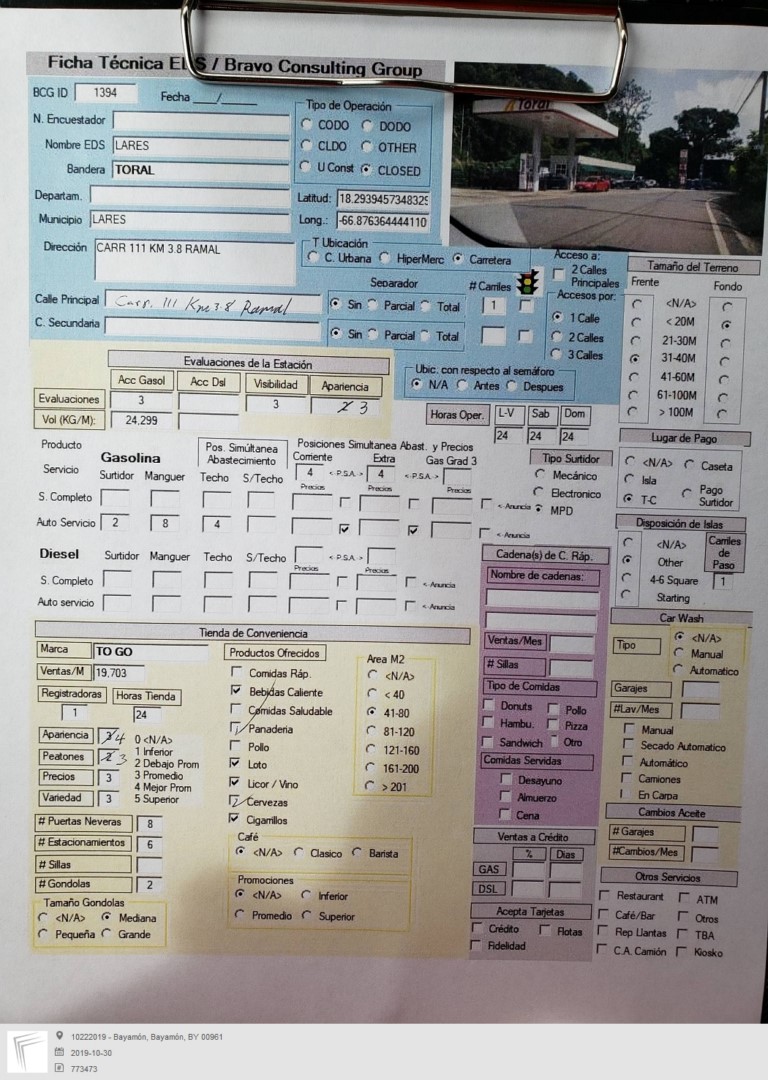 Ficha Técnica EDS / Bravo Consulting Group
BCG ID 1394 Fecha ___/_____
N. Encuestador
Nombre EDS LARES
Bandera TORAL
Tipo de Operación
CODO DODO
CLDO OTHER
U Const CLOSED
Toral
Departam.
Municipio LARES
Latitud: 18.2939457348329
Long.: -66.876364444110
Dirección CARR 111 KM 3.8 RAMAL
T Ubicación
C. Urbana HiperMerc Carretera
Calle Principal Carr. 111 Km 3.8 Ramal
C. Secundaria
Separador
Sin Parcial Total
Sin Parcial Total
# Carriles
1
Acceso a:
2 Calles Principales
Accesos por:
1 Calle
2 Calles
3 Calles
Tamaño del Terreno
Frente Fondo
<N/A>
< 20M
21-30M
31-40M
41-60M
61-100M
> 100M
Evaluaciones de la Estación
Acc Gasol Acc Dsl Visibilidad Apariencia
Evaluaciones 3 3 2 3
Vol (KG/M): 24,299
Ubic. con respecto al semáforo
N/A Antes Despues
Horas Oper. L-V Sab Dom
24 24 24
Lugar de Pago
<N/A> Caseta
Isla
T-C Pago Surtidor
Producto Gasolina
Servicio Surtidor Manguer
Pos. Simúltanea Abastecimiento
Techo S/Techo
Posiciones Simultanea Abast. y Precios
Corriente Extra Gas Grad 3
4 <-P.S.A-> 4 <-P.S.A->
Precios Precios Precios
S. Completo <-Anuncia
Auto Servicio 2 8 4 <-Anuncia
Tipo Surtidor
Mecánico
Electronico
MPD
Disposición de Islas
<N/A>
Other
4-6 Square
Starting
Carriles de Paso
1
Diesel Surtidor Manguer Techo S/Techo <-P.S.A->
Precios Precios
S. Completo <-Anuncia
Auto servicio <-Anuncia
Cadena(s) de C. Ráp.
Nombre de cadenas:
Ventas/Mes
# Sillas
Tipo de Comidas
Donuts Pollo
Hambu. Pizza
Sandwich Otro
Comidas Servidas
Desayuno
Almuerzo
Cena
Car Wash
Tipo <N/A>
Manual
Automatico
Garajes
#Lav/Mes
Manual
Secado Automatico
Automático
Camiones
En Carpa
Cambios Aceite
# Garajes
#Cambios/Mes
Tienda de Conveniencia
Marca TO GO
Ventas/M 19,703
Registradoras Horas Tienda
1 24
Apariencia 4
Peatones 2 3
Precios 3
Variedad 3
0 <N/A>
1 Inferior
2 Debajo Prom
3 Promedio
4 Mejor Prom
5 Superior
# Puertas Neveras 8
# Estacionamientos 6
# Sillas
# Gondolas 2
Tamaño Gondolas
<N/A> Mediana
Pequeña Grande
Productos Ofrecidos
Comidas Ráp.
Bebidas Caliente
Comidas Saludable
Panaderia
Pollo
Loto
Licor / Vino
Cervezas
Cigarrillos
Area M2
<N/A>
< 40
41-80
81-120
121-160
161-200
> 201
Café
<N/A> Clasico Barista
Promociones
<N/A> Inferior
Promedio Superior
Ventas a Crédito
% Dias
GAS
DSL
Acepta Tarjetas
Crédito Flotas
Fidelidad
Otros Servicios
Restaurant ATM
Café/Bar Otros
Rep Llantas TBA
C.A. Camión Kiosko
10222019 - Bayamón, Bayamón, BY 00961
2019-10-30
773473